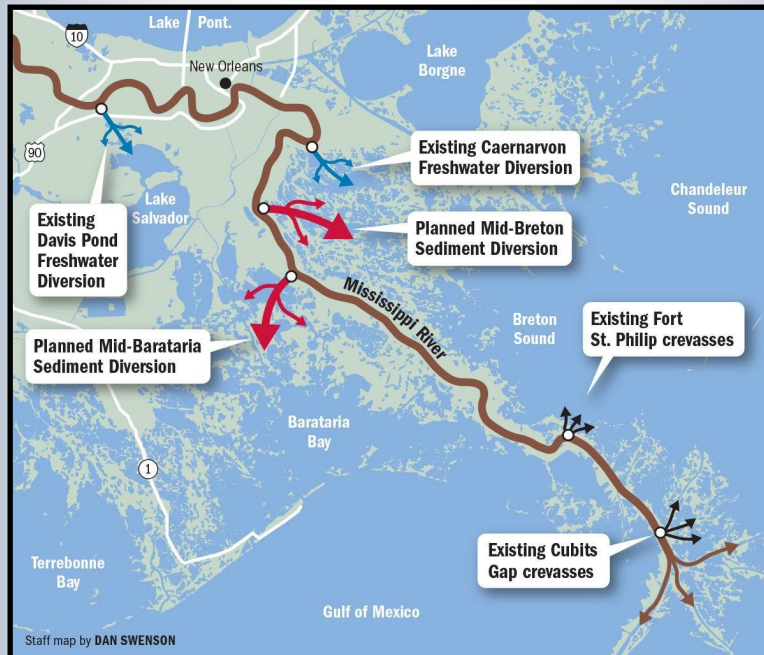 Lake Pont.
10
New Orleans
Lake
Borgne
90
Existing Caernarvon
Freshwater Diversion
Chandeleur
Sound
Lake
Salvador
Existing
Davis Pond
Freshwater
Diversion
Planned Mid-Breton
Sediment Diversion
Mississippi River
Breton
Sound
Existing Fort
St. Philip crevasses
Planned Mid-Barataria
Sediment Diversion
Barataria
Bay
1
Existing Cubits
Gap crevasses
Terrebonne
Bay
Gulf of Mexico
Staff map by DAN SWENSON